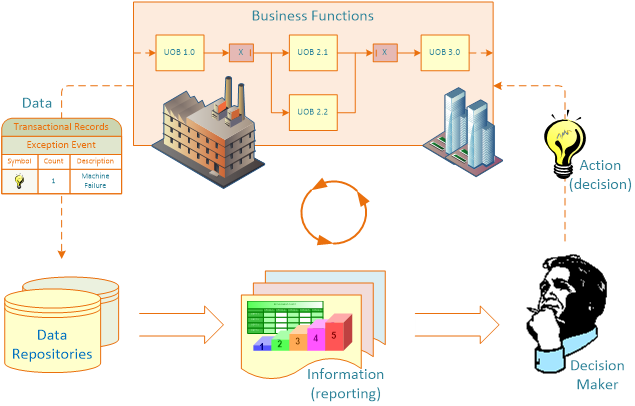 Business Functions
UOB 1.0
X
UOB 2.1
X
UOB 3.0
UOB 2.2
Data
Transactional Records
Exception Event
Symbol Count Description
1 Machine
Failure
Action
(decision)
Data
Repositories
1 2 3 4 5
Information
(reporting)
Decision
Maker